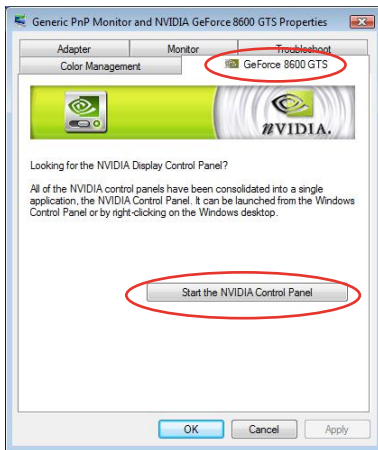 Generic PnP Monitor and NVIDIA GeForce 8600 GTS Properties
Adapter Monitor Troubleshoot
Color Management GeForce 8600 GTS
NVIDIA.
Looking for the NVIDIA Display Control Panel?
All of the NVIDIA control panels have been consolidated into a single
application, the NVIDIA Control Panel. It can be launched from the Windows
Control Panel or by right-clicking on the Windows desktop.
Start the NVIDIA Control Panel
OK Cancel Apply